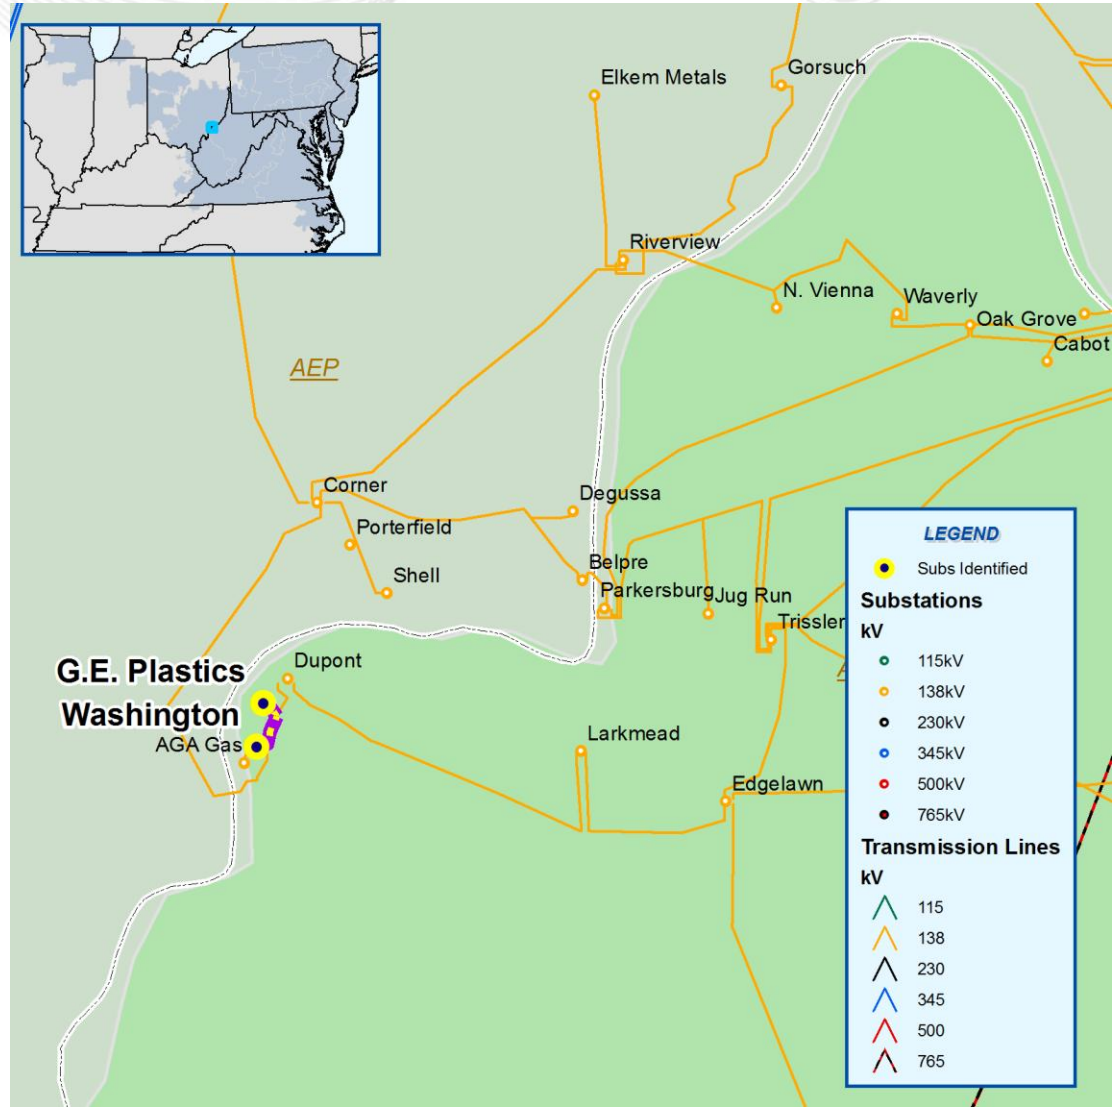 Elkem Metals
Gorsuch
Riverview
N. Vienna
Waverly
Oak Grove
Cabot
AEP
Corner
Degussa
Porterfield
Shell
Belpre
Parkersburg
Jug Run
Trissler
Dupont
G.E. Plastics
Washington
AGA Gas
Larkmead
Edgelawn
LEGEND
Subs Identified
Substations
kV
115kV
138kV
230kV
345kV
500kV
765kV
Transmission Lines
kV
115
138
230
345
500
765